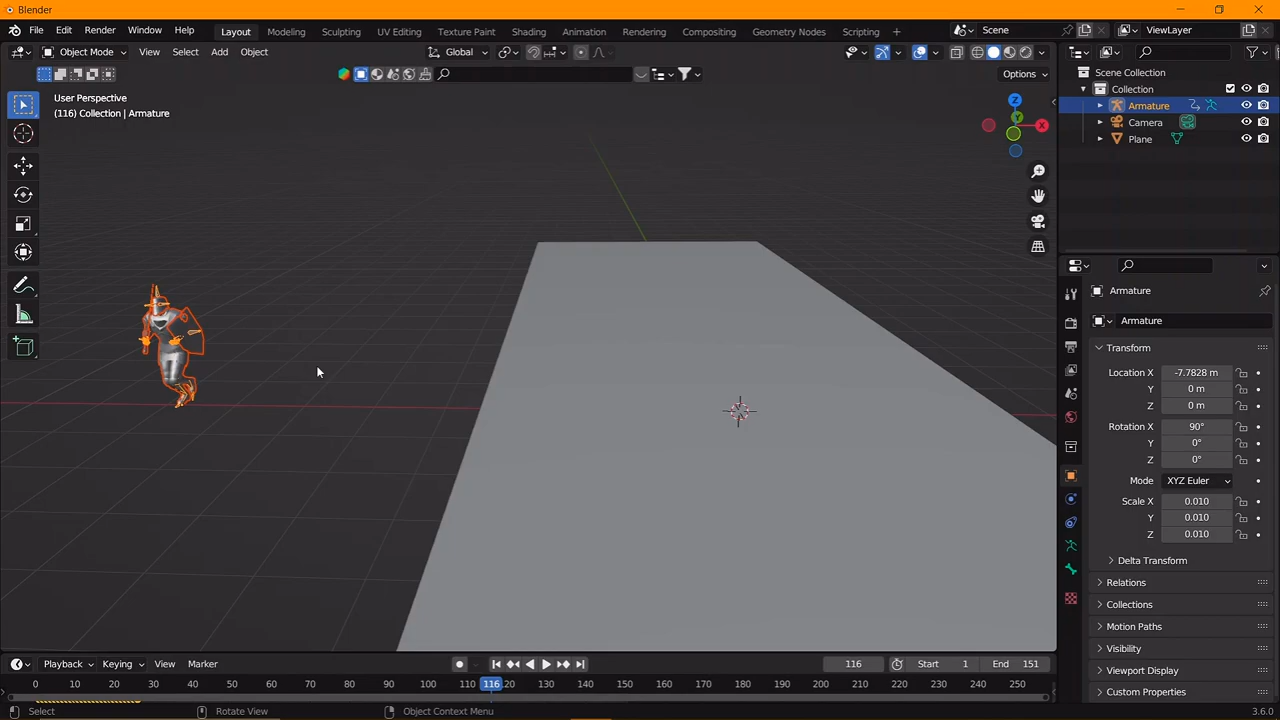 Blender
File Edit Render Window Help Layout Modeling Sculpting UV Editing Texture Paint Shading Animation Rendering Compositing Geometry Nodes Scripting + Scene ViewLayer
Object Mode View Select Add Object Global
Options
User Perspective
(116) Collection | Armature
Z
Y
X
Scene Collection
Collection
Armature
Camera
Plane
Armature
Armature
Transform
Location X -7.7828 m
Y 0 m
Z 0 m
Rotation X 90°
Y 0°
Z 0°
Mode XYZ Euler
Scale X 0.010
Y 0.010
Z 0.010
Delta Transform
Relations
Collections
Motion Paths
Visibility
Viewport Display
Custom Properties
Playback Keying View Marker 116 Start 1 End 151
0 10 20 30 40 50 60 70 80 90 100 110 116 120 130 140 150 160 170 180 190 200 210 220 230 240 250
Select Rotate View Object Context Menu 3.6.0